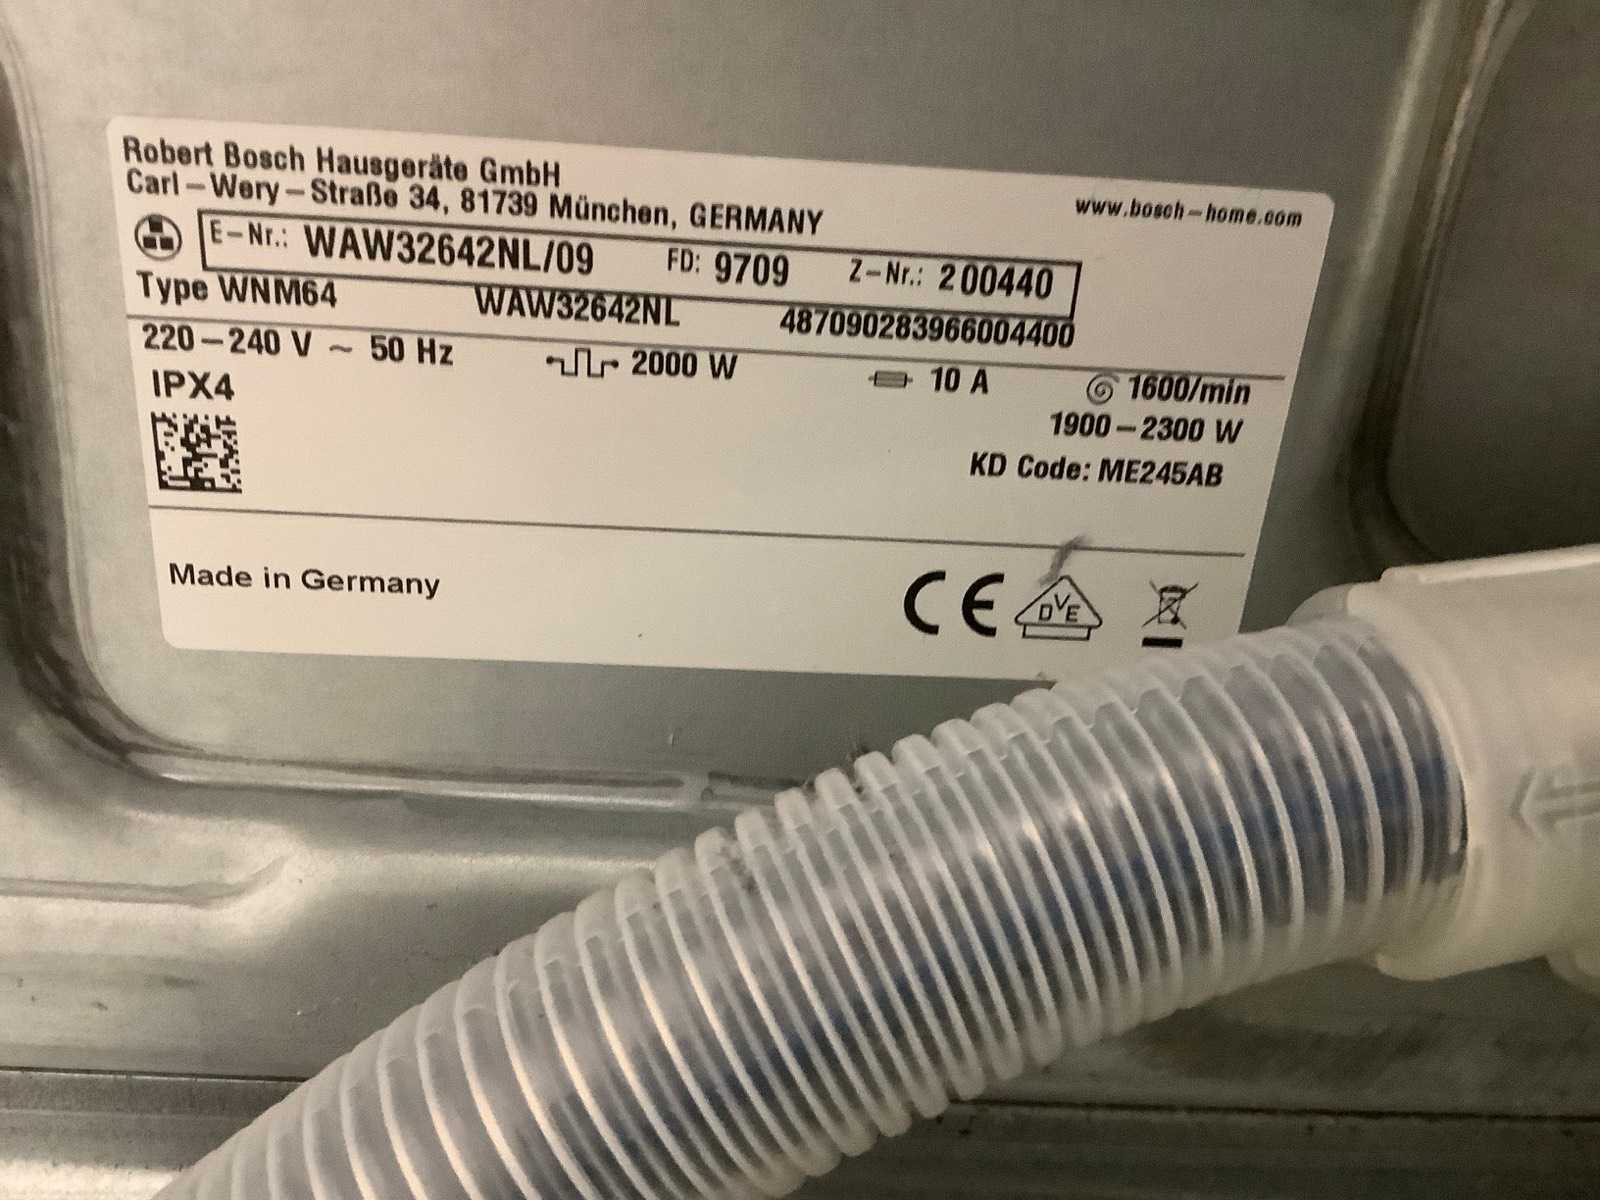 Robert Bosch Hausgeräte GmbH
Carl-Wery-Straße 34, 81739 München, GERMANY
www.bosch-home.com
E-Nr.: WAW32642NL/09 FD: 9709 Z-Nr.: 200440
Type WNM64 WAW32642NL 487090283966004400
220-240 V ~ 50 Hz 2000 W 10 A 1600/min
IPX4 1900-2300 W
KD Code: ME245AB
Made in Germany
CE DVE